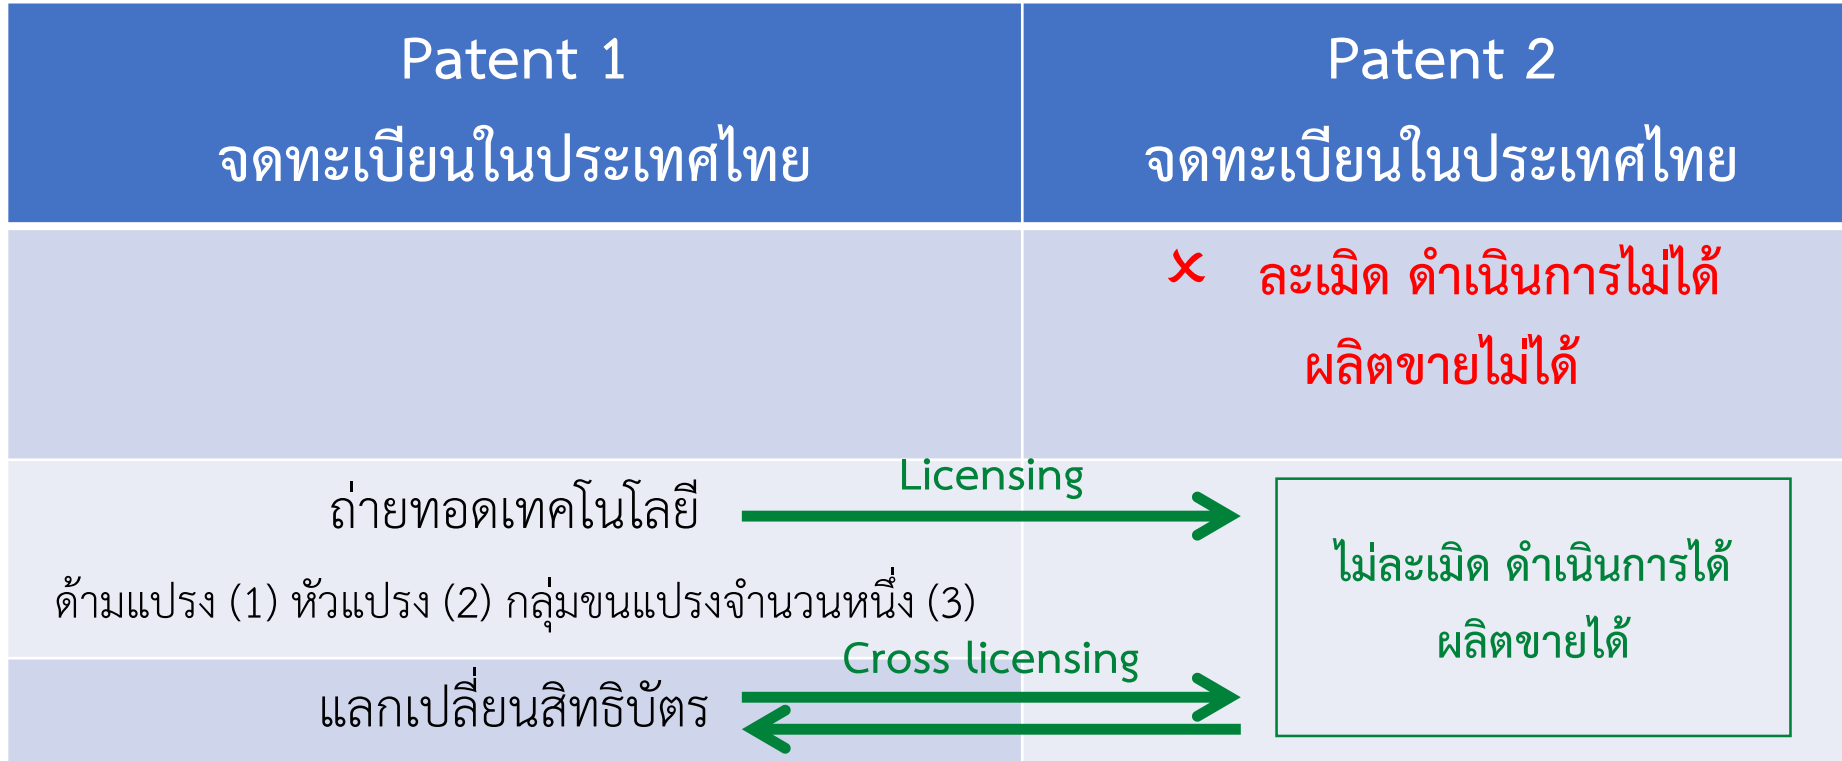 Patent 1
จดทะเบียนในประเทศไทย
Patent 2
จดทะเบียนในประเทศไทย
✗ ละเมิด ดำเนินการไม่ได้
ผลิตขายไม่ได้
ถ่ายทอดเทคโนโลยี
Licensing
ด้ามแปรง (1) หัวแปรง (2) กลุ่มขนแปรงจำนวนหนึ่ง (3)
ไม่ละเมิด ดำเนินการได้
ผลิตขายได้
Cross licensing
แลกเปลี่ยนสิทธิบัตร